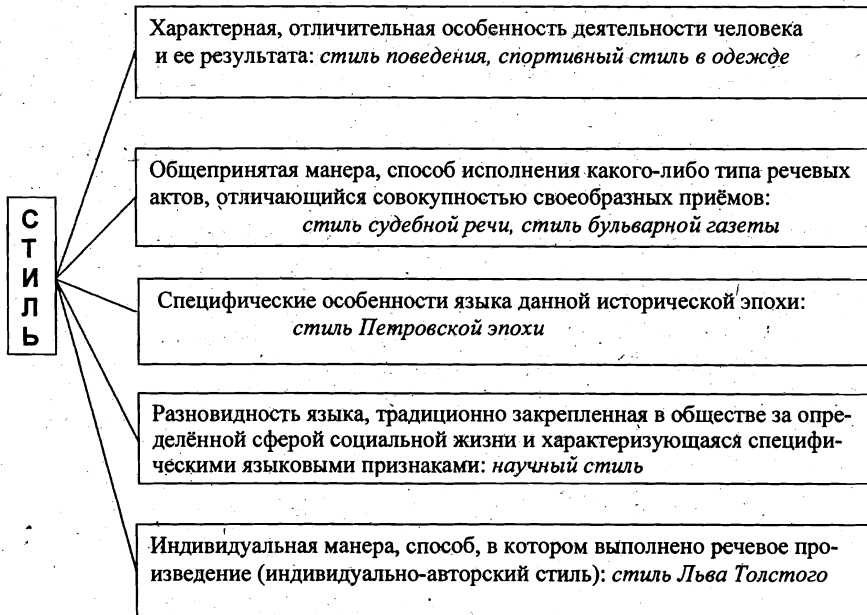 Характерная, отличительная особенность деятельности человека
и ее результата: стиль поведения, спортивный стиль в одежде
Общепринятая манера, способ исполнения какого-либо типа речевых
актов, отличающийся совокупностью своеобразных приёмов:
стиль судебной речи, стиль бульварной газеты
СТИЛЬ
Специфические особенности языка данной исторической эпохи:
стиль Петровской эпохи
Разновидность языка, традиционно закрепленная в обществе за опре-
делённой сферой социальной жизни и характеризующаяся специфи-
ческими языковыми признаками: научный стиль
Индивидуальная манера, способ, в котором выполнено речевое про-
изведение (индивидуально-авторский стиль): стиль Льва Толстого